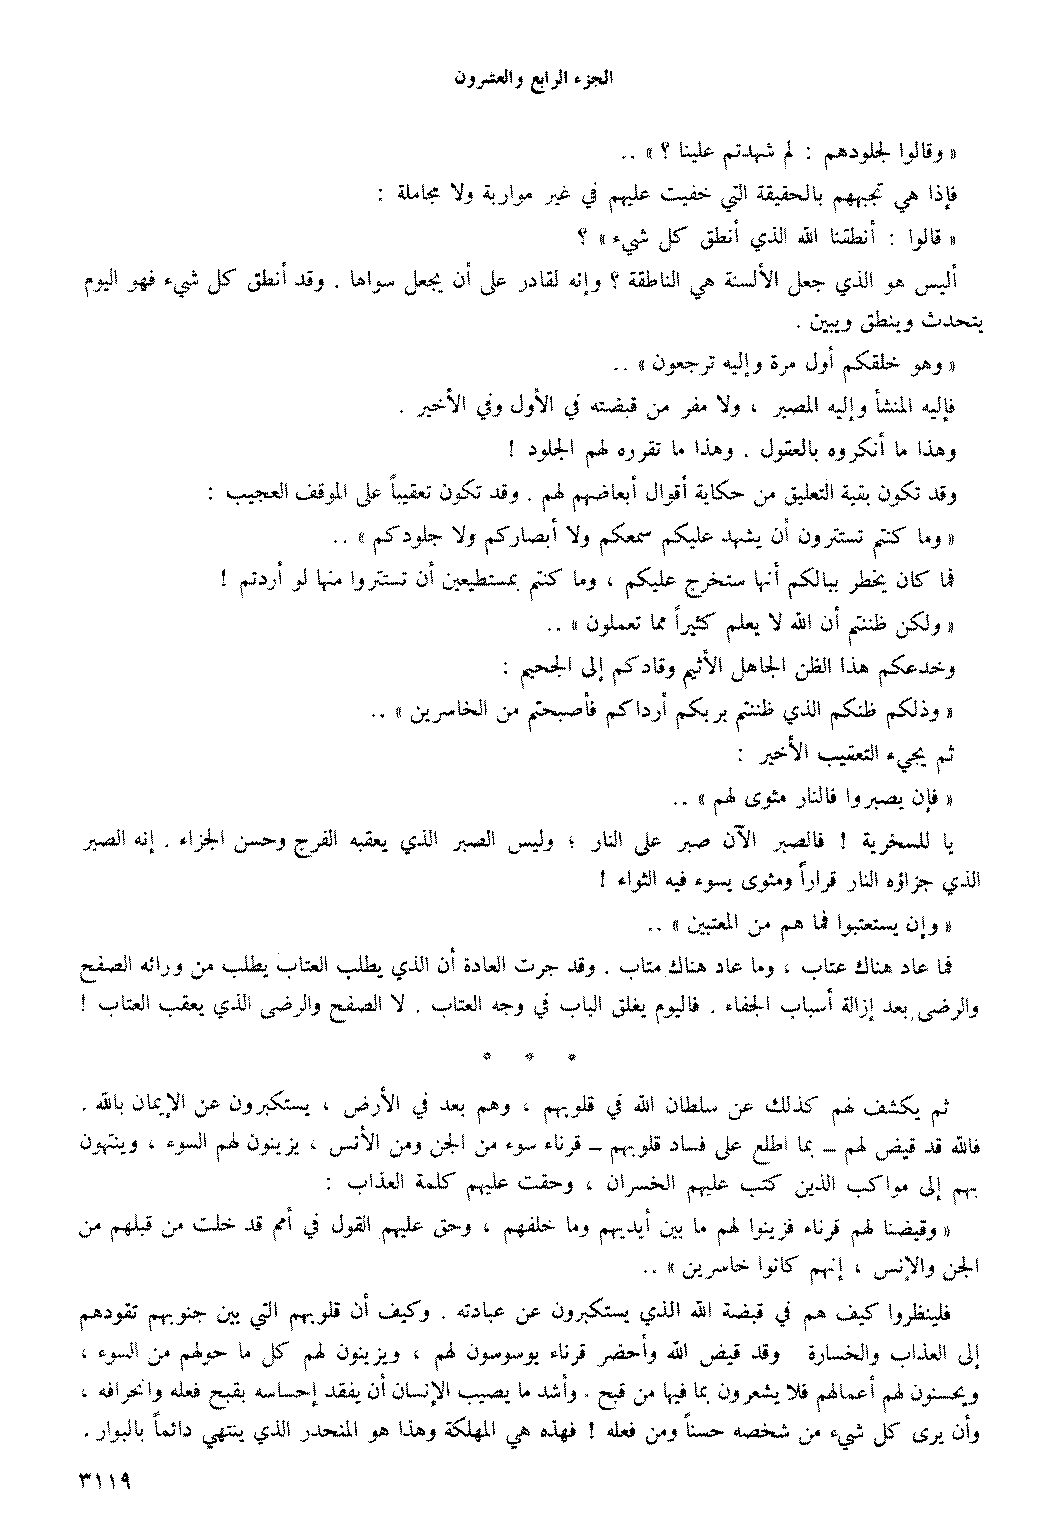 الجزء الرابع والعشرون
« وقالوا لجلودهم : لم شهدتم علينا ؟ » ..
فإذا هي تجبههم بالحقيقة التي خفيت عليهم في غير مواربة ولا مجاملة :
« قالوا : أنطقنا الله الذي أنطق كل شيء » ؟
أليس هو الذي جعل الألسنة هي الناطقة ؟ وإنه لقادر على أن يجعل سواها . وقد أنطق كل شيء فهو اليوم
يتحدث وينطق ويبين .
« وهو خلقكم أول مرة وإليه ترجعون » ..
فإليه المنشأ وإليه المصير ، ولا مفر من قبضته في الأول وفي الأخير .
وهذا ما أنكروه بالعقول . وهذا ما تقرره لهم الجلود !
وقد تكون بقية التعليق من حكاية أقوال أبعاضهم لهم . وقد تكون تعقيباً على الموقف العجيب :
« وما كنتم تستترون أن يشهد عليكم سمعكم ولا أبصاركم ولا جلودكم » ..
فما كان يخطر ببالكم أنها ستخرج عليكم ، وما كنتم بمستطيعين أن تستتروا منها لو أردتم !
« ولكن ظننتم أن الله لا يعلم كثيراً مما تعملون » ..
وخدعكم هذا الظن الجاهل الأثيم وقادكم إلى الجحيم :
« وذلكم ظنكم الذي ظننتم بربكم أرداكم فأصبحتم من الخاسرين » ..
ثم يجيء التعقيب الأخير :
« فإن يصبروا فالنار مثوى لهم » ..
يا للسخرية ! فالصبر الآن صبر على النار ؛ وليس الصبر الذي يعقبه الفرج وحسن الجزاء . إنه الصبر
الذي جزاؤه النار قراراً ومثوى يسوء فيه الثواء !
« وإن يستعتبوا فما هم من المعتبين » ..
فما عاد هناك عتاب ، وما عاد هناك متاب . وقد جرت العادة أن الذي يطلب العتاب يطلب من ورائه الصفح
والرضى بعد إزالة أسباب الجفاء . فاليوم يغلق الباب في وجه العتاب . لا الصفح والرضى الذي يعقب العتاب !
* * *
ثم يكشف لهم كذلك عن سلطان الله في قلوبهم ، وهم بعد في الأرض ، يستكبرون عن الإيمان بالله .
فالله قد قيض لهم – بما اطلع على فساد قلوبهم – قرناء سوء من الجن ومن الأنس ، يزينون لهم السوء ، وينتهون
بهم إلى مواكب الذين كتب عليهم الخسران ، وحقت عليهم كلمة العذاب :
« وقيضنا لهم قرناء فزينوا لهم ما بين أيديهم وما خلفهم ، وحق عليهم القول في أمم قد خلت من قبلهم من
الجن والإنس ، إنهم كانوا خاسرين » ..
فلينظروا كيف هم في قبضة الله الذي يستكبرون عن عبادته . وكيف أن قلوبهم التي بين جنوبهم تقودهم
إلى العذاب والخسارة وقد قيض الله وأحضر قرناء يوسوسون لهم ، ويزينون لهم كل ما حولهم من السوء ،
ويحسنون لهم أعمالهم فلا يشعرون بما فيها من قبح . وأشد ما يصيب الإنسان أن يفقد إحساسه بقبح فعله وانحرافه ،
وأن يرى كل شيء من شخصه حسناً ومن فعله ! فهذه هي المهلكة وهذا هو المنحدر الذي ينتهي دائماً بالبوار .
٣١١٩